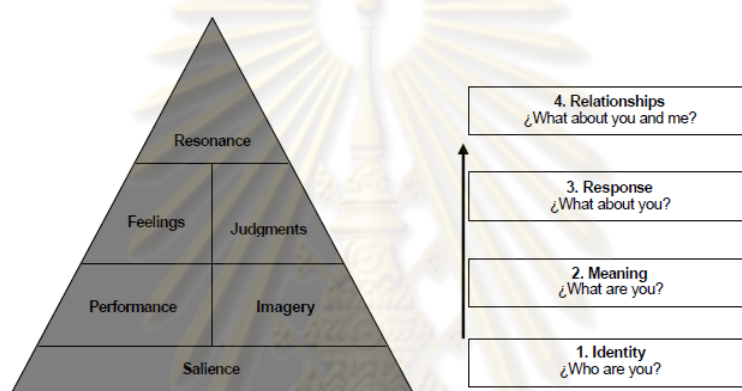 Resonance
Feelings
Judgments
Performance
Imagery
Salience
4. Relationships
¿What about you and me?
3. Response
¿What about you?
2. Meaning
¿What are you?
1. Identity
¿Who are you?